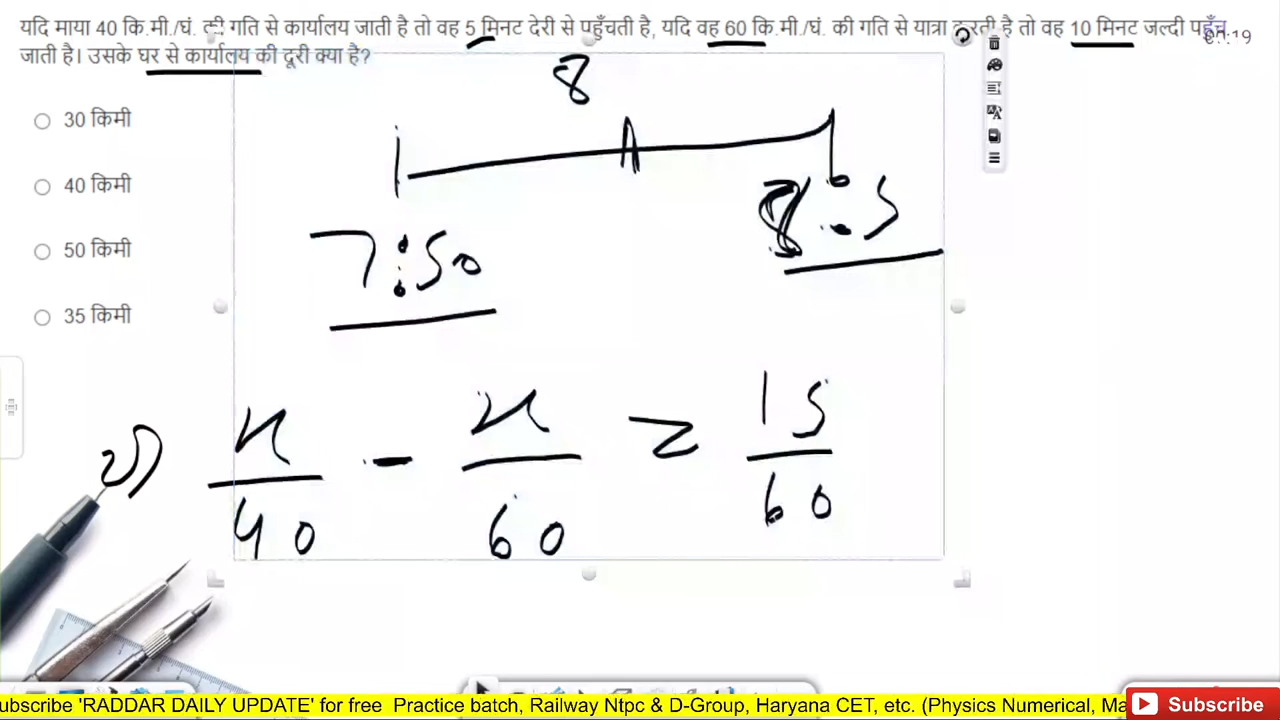 यदि माया 40 कि.मी./घं. की गति से कार्यालय जाती है तो वह 5 मिनट देरी से पहुँचती है, यदि वह 60 कि.मी./घं. की गति से यात्रा करती है तो वह 10 मिनट जल्दी पहुँच
जाती है। उसके घर से कार्यालय की दूरी क्या है?
30 किमी
40 किमी
50 किमी
35 किमी
8
7:50
8:5
x/40 - x/60 = 15/60
ubscribe 'RADDAR DAILY UPDATE' for free Practice batch, Railway Ntpc & D-Group, Haryana CET, etc. (Physics Numerical, Ma
Subscribe